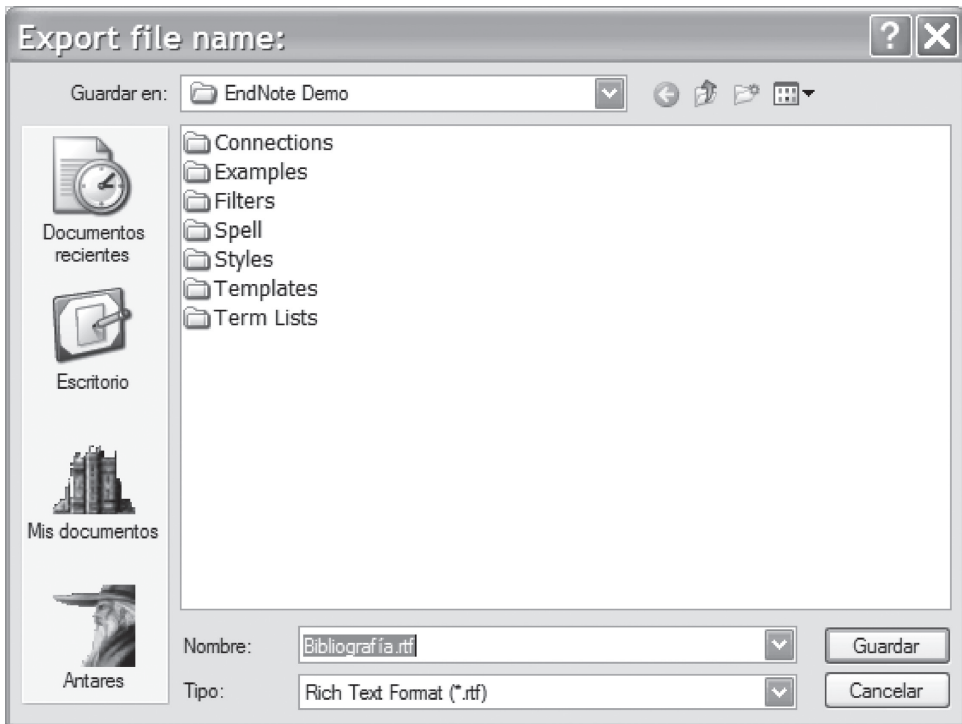 Export file name:
Guardar en:
EndNote Demo
Documentos
recientes
Escritorio
Mis documentos
Antares
Connections
Examples
Filters
Spell
Styles
Templates
Term Lists
Nombre:
Bibliografía.rtf
Guardar
Tipo:
Rich Text Format (*.rtf)
Cancelar